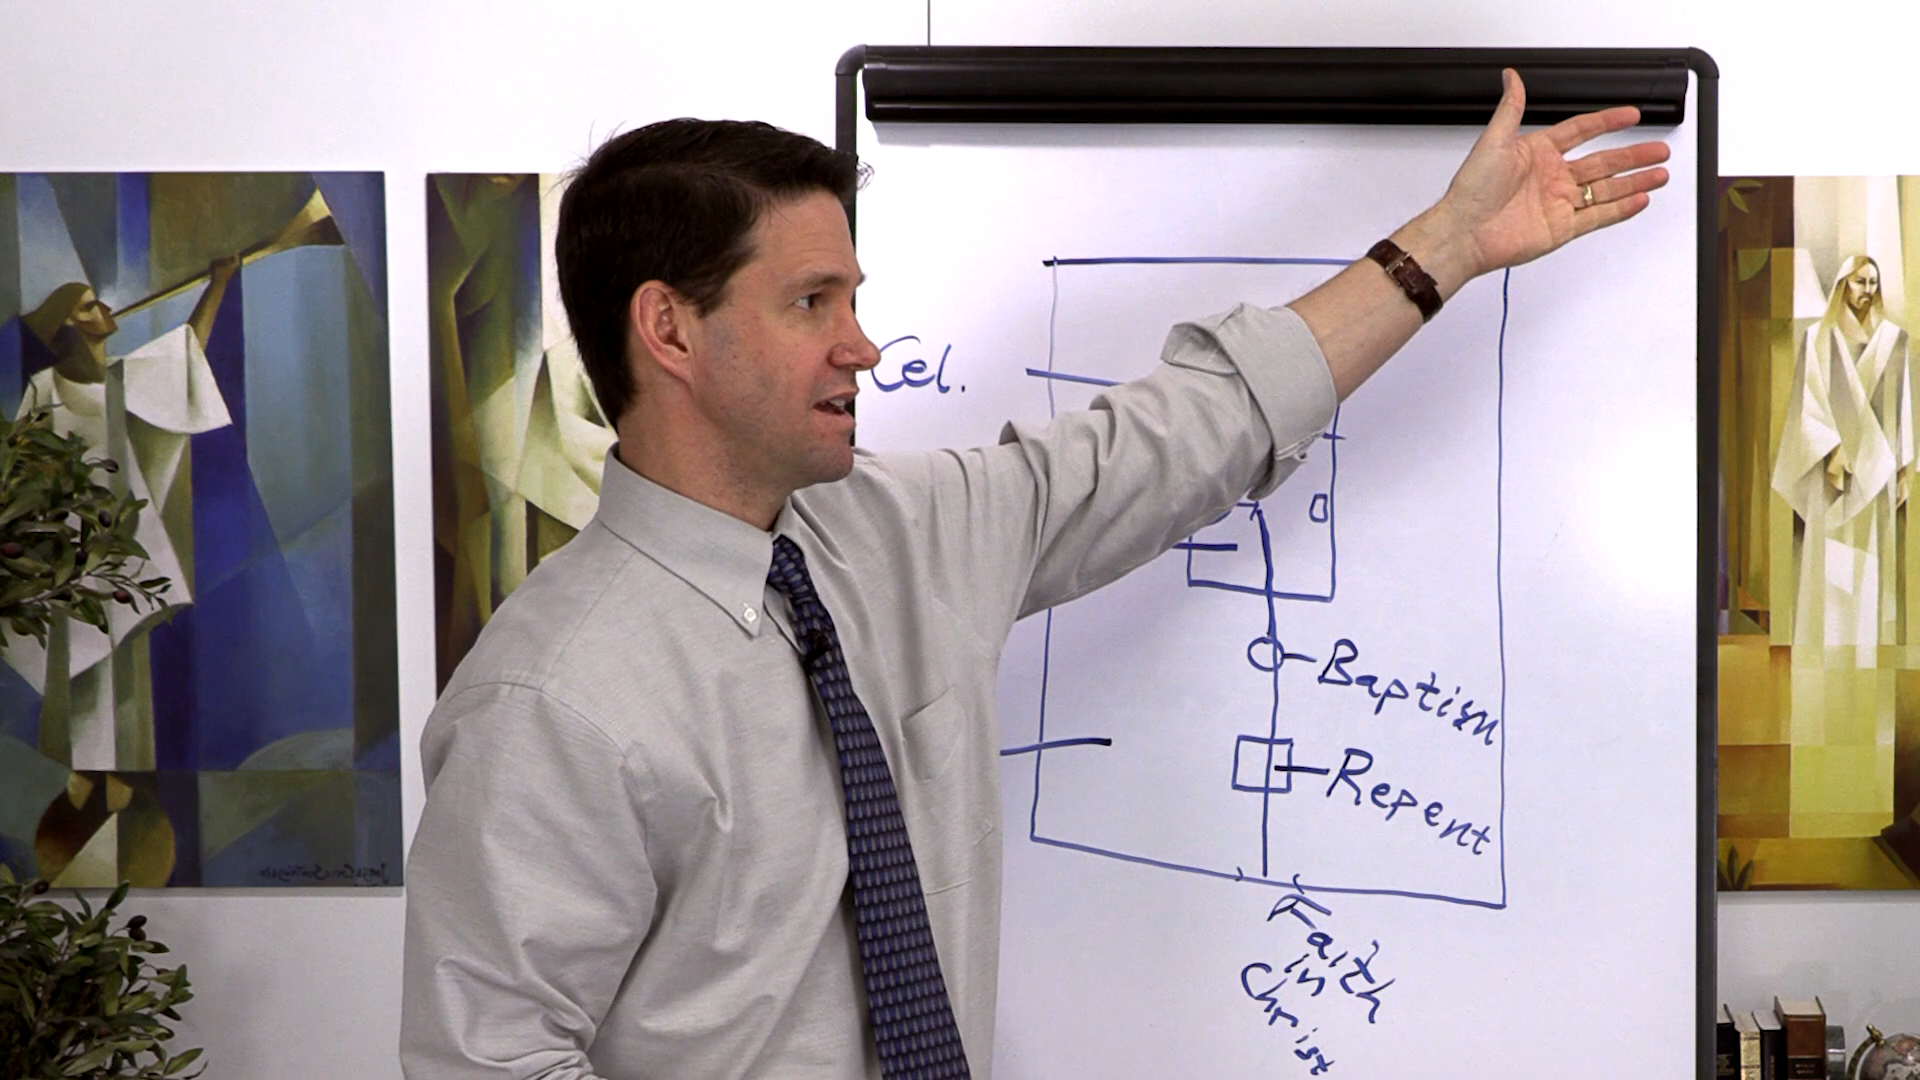 Cel.
Baptism
Repent
Faith
in
Christ